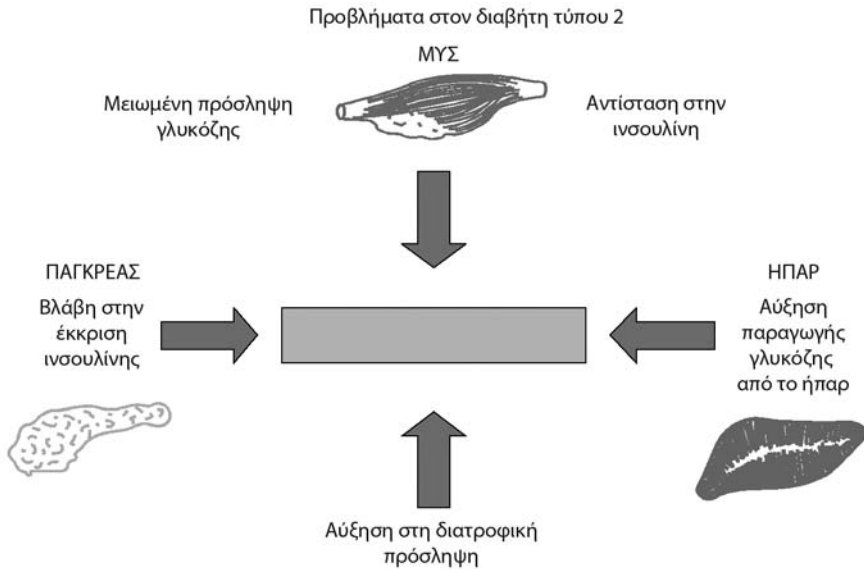 Προβλήματα στον διαβήτη τύπου 2
ΜΥΣ
Μειωμένη πρόσληψη
γλυκόζης
Αντίσταση στην
ινσουλίνη
ΠΑΓΚΡΕΑΣ
Βλάβη στην
έκκριση
ινσουλίνης
ΗΠΑΡ
Αύξηση
παραγωγής
γλυκόζης
από το ήπαρ
Αύξηση στη διατροφική
πρόσληψη